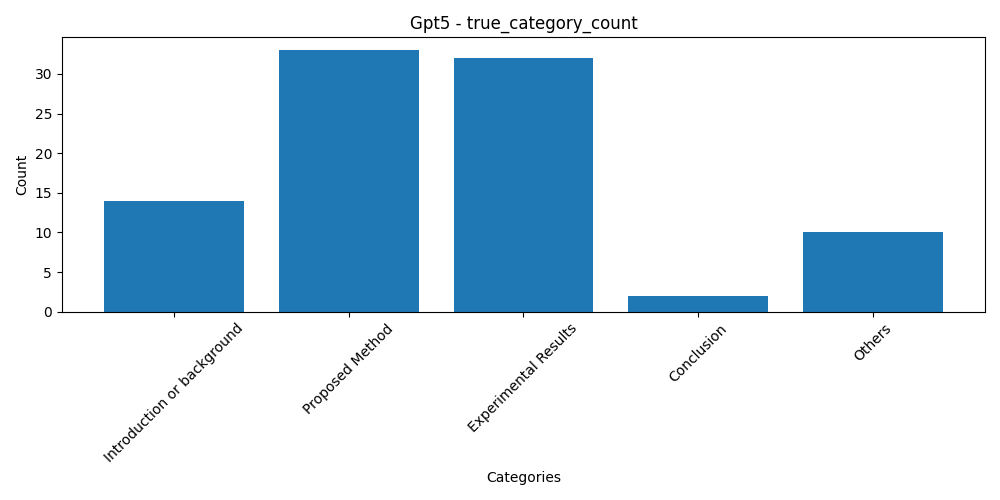 Gpt5 - true_category_count
Count
30
25
20
15
10
5
0
Introduction or background
Proposed Method
Experimental Results
Conclusion
Others
Categories